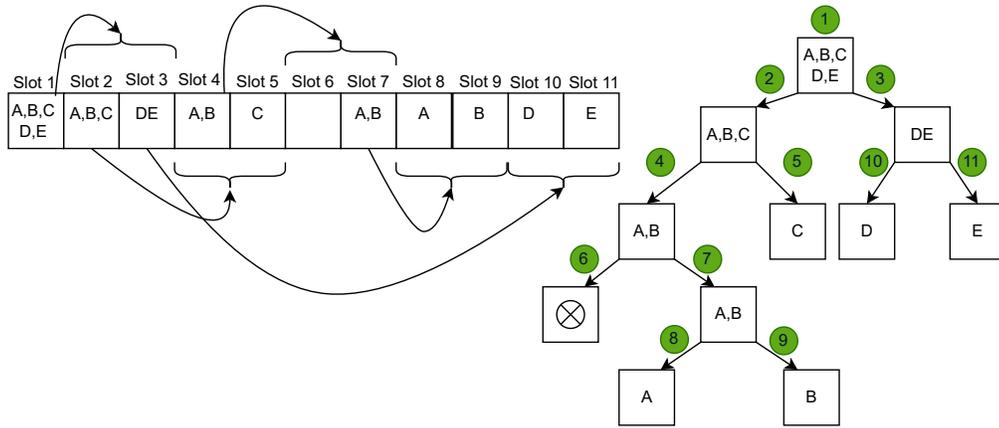 Slot 1 Slot 2 Slot 3 Slot 4 Slot 5 Slot 6 Slot 7 Slot 8 Slot 9 Slot 10 Slot 11
A,B,C
D,E
A,B,C
DE
A,B
C
A,B
A
B
D
E
1
A,B,C
D,E
2
3
A,B,C
DE
4
5
10
11
A,B
C
D
E
6
7
A,B
8
9
A
B